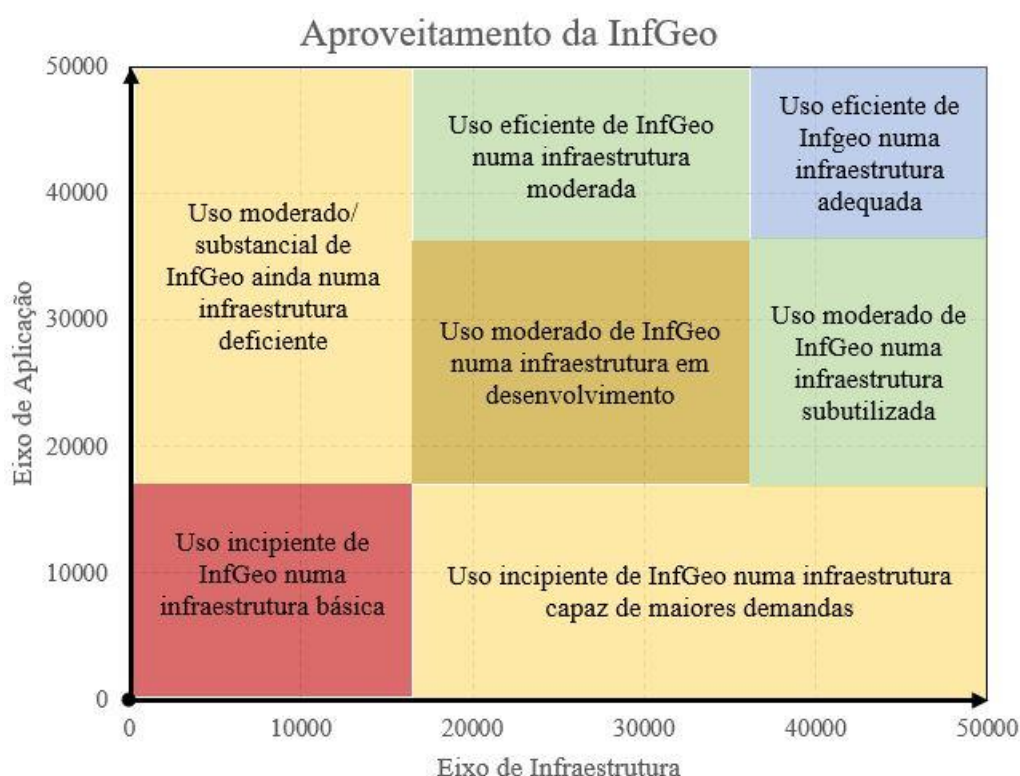 Aproveitamento da InfGeo
50000
40000
30000
20000
10000
0
Eixo de Aplicação
Uso moderado/
substancial de
InfGeo ainda numa
infraestrutura
deficiente
Uso eficiente de InfGeo
numa infraestrutura
moderada
Uso eficiente de
Infgeo numa
infraestrutura
adequada
Uso moderado de InfGeo
numa infraestrutura em
desenvolvimento
Uso moderado de
InfGeo numa
infraestrutura
subutilizada
Uso incipiente de
InfGeo numa
infraestrutura básica
Uso incipiente de InfGeo numa infraestrutura
capaz de maiores demandas
0 10000 20000 30000 40000 50000
Eixo de Infraestrutura